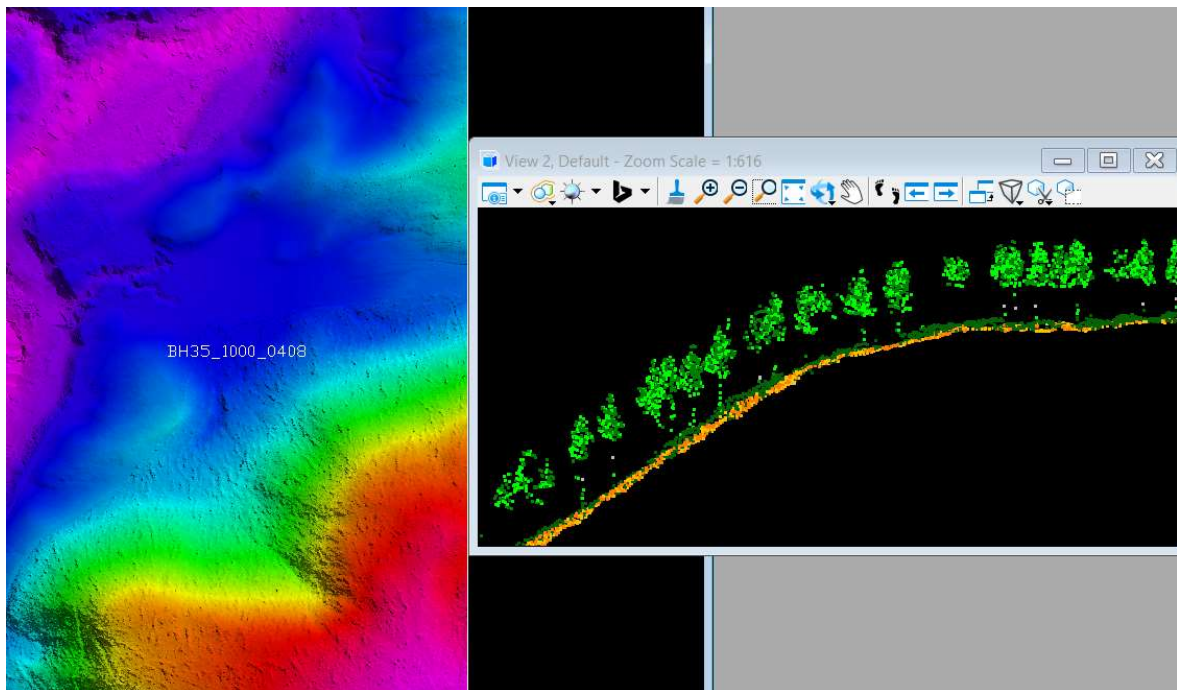 BH35_1000_0408
View 2, Default - Zoom Scale = 1:616